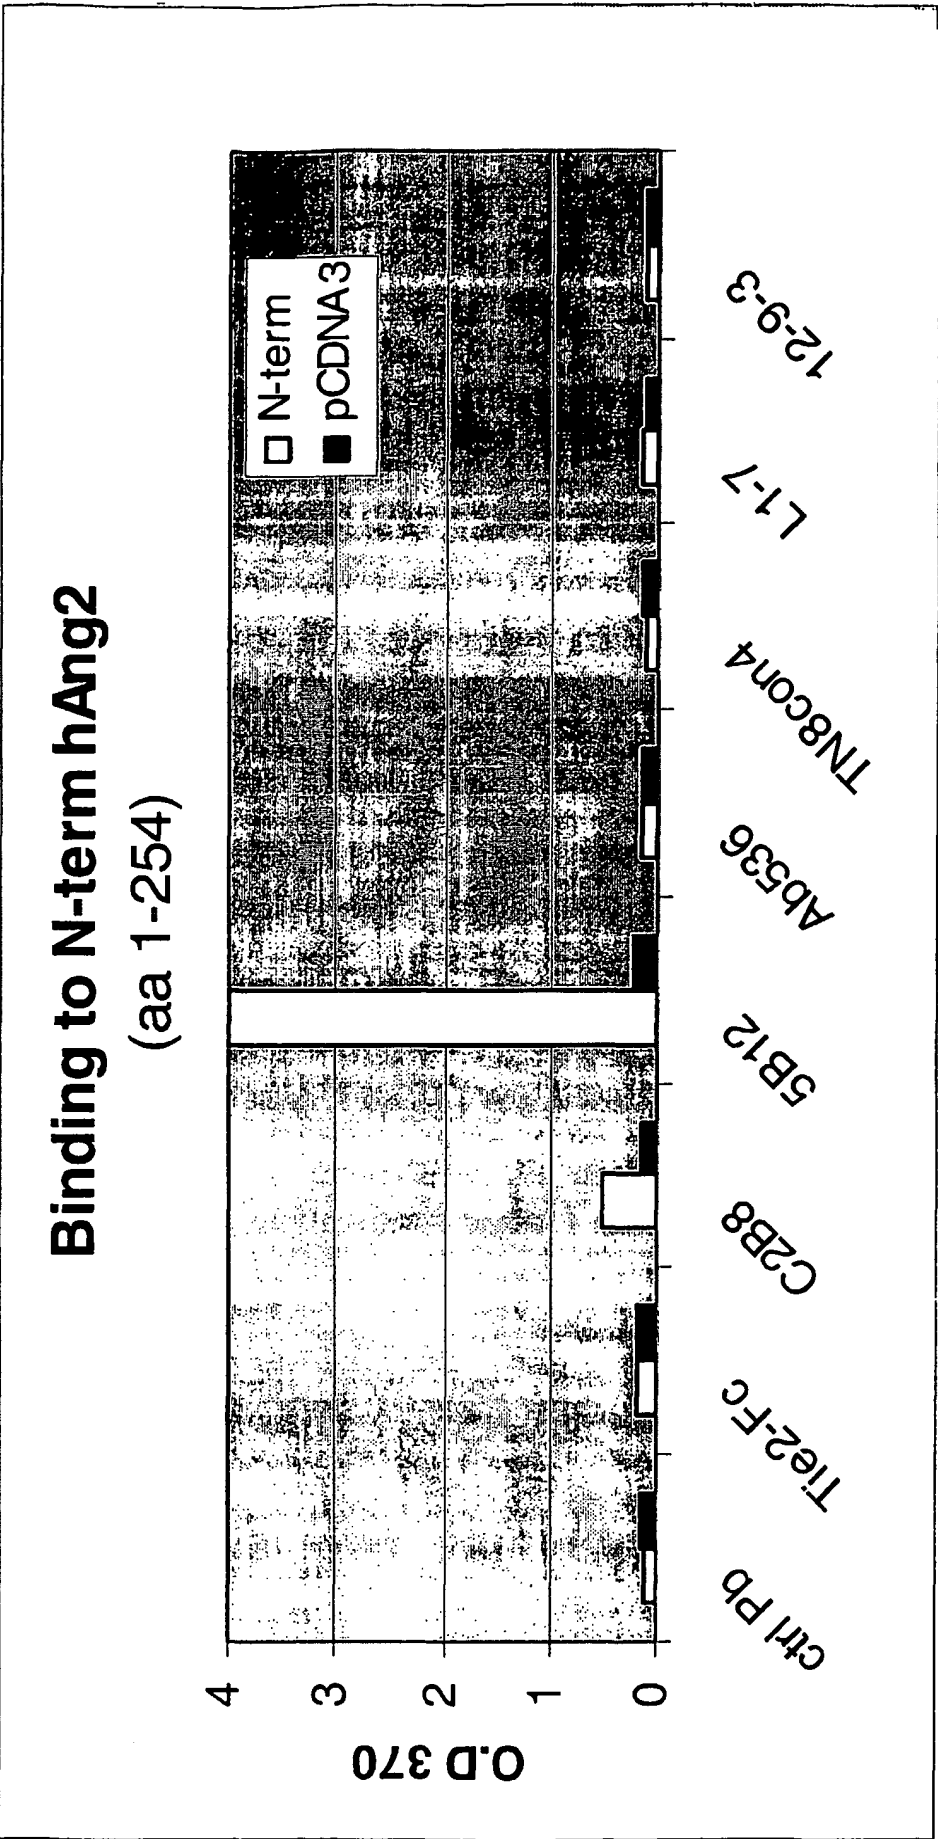 Binding to N-term hAng2
(aa 1-254)
N-term
pCDNA3
O.D 370
4
3
2
1
0
ctrl Pb
Tie2-Fc
C2B8
5B12
Ab536
TN8con4
L1-7
12-9-3